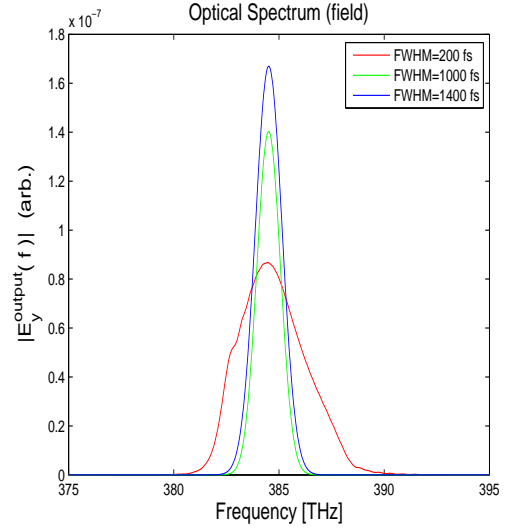 Optical Spectrum (field)
x 10^-7
1.8
1.6
1.4
1.2
1
0.8
0.6
0.4
0.2
0
|E_y^output(f)| (arb.)
FWHM=200 fs
FWHM=1000 fs
FWHM=1400 fs
375 380 385 390 395
Frequency [THz]